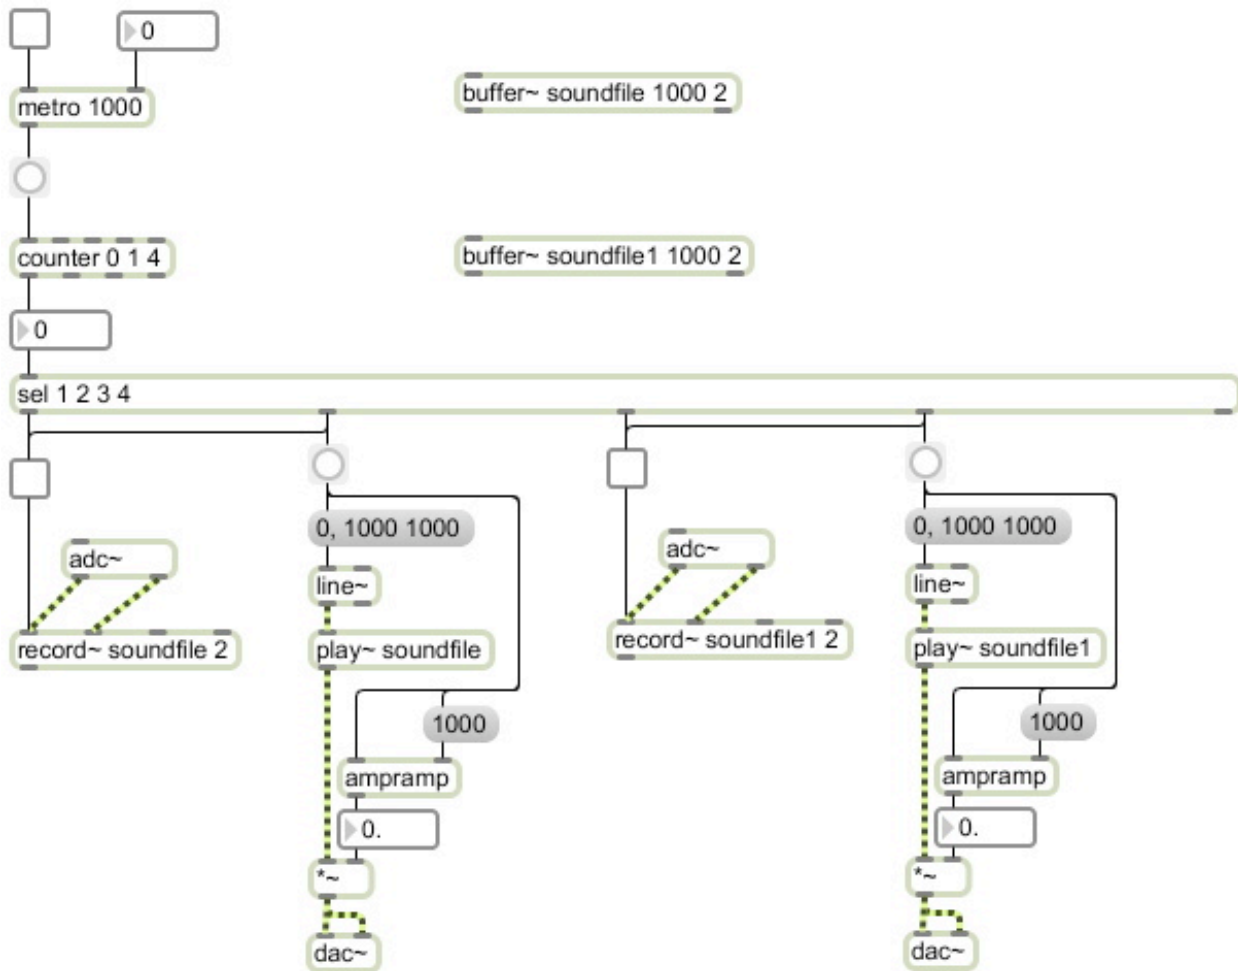 0
metro 1000
buffer~ soundfile 1000 2
counter 0 1 4
buffer~ soundfile1 1000 2
0
sel 1 2 3 4
0, 1000 1000
0, 1000 1000
adc~
adc~
line~
line~
record~ soundfile 2
play~ soundfile
record~ soundfile1 2
play~ soundfile1
1000
1000
ampramp
ampramp
0.
0.
*~
*~
dac~
dac~